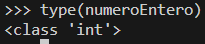 >>> type(numeroEntero)
<class 'int'>